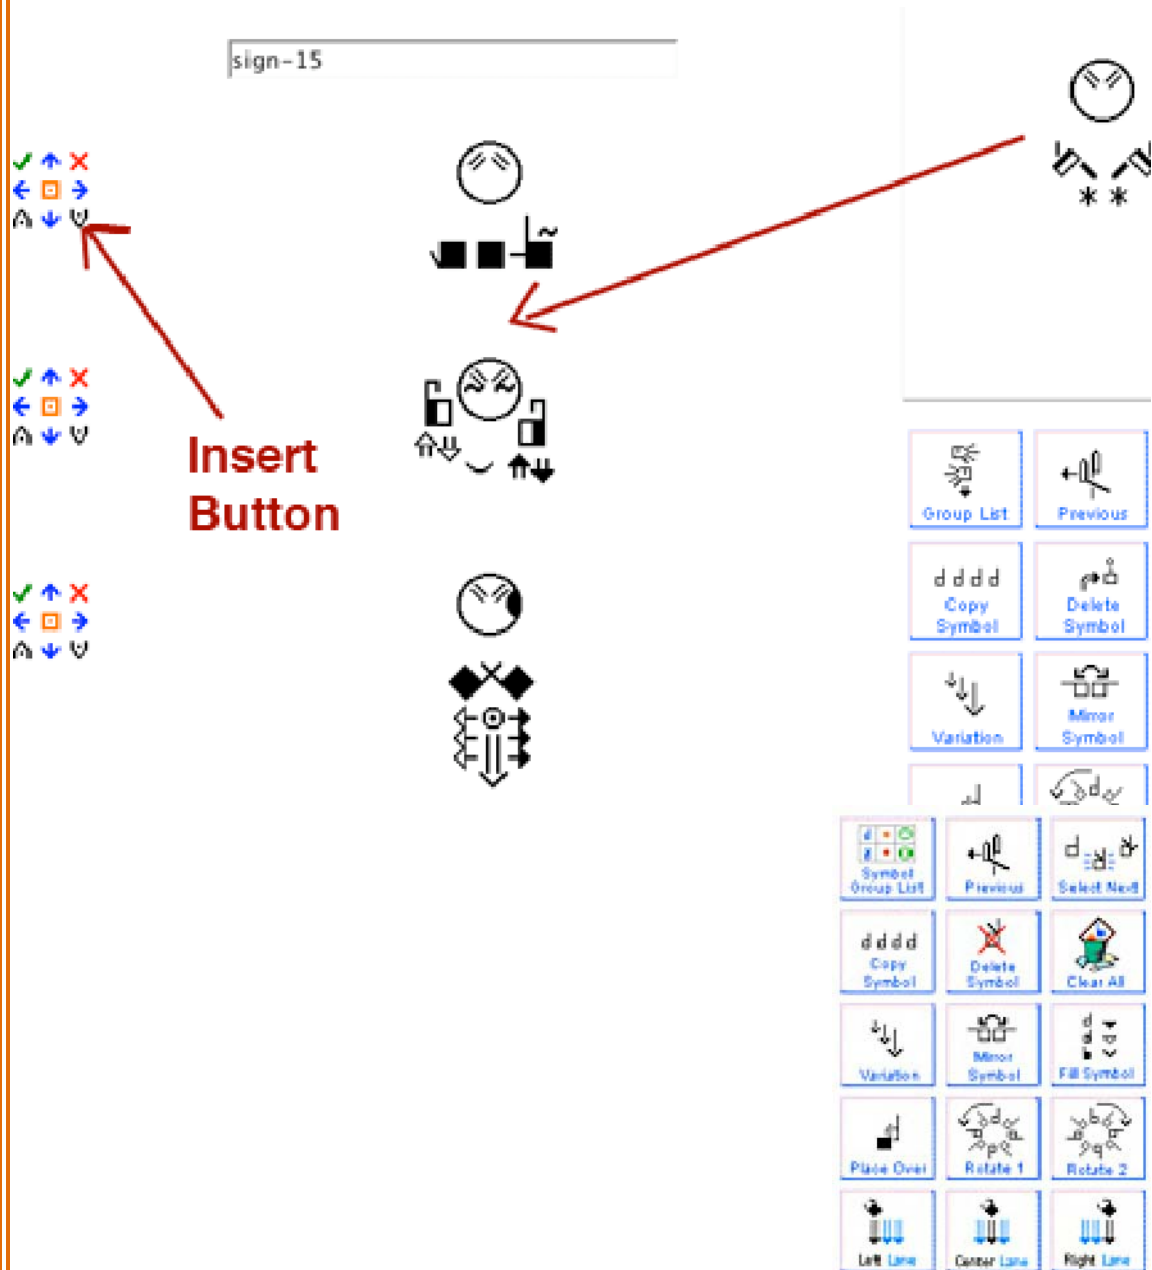 sign-15
Insert
Button
Group List
Previous
Copy
Symbol
Delete
Symbol
Variation
Mirror
Symbol
Symbol
Group List
Previous
Select Next
Copy
Symbol
Delete
Symbol
Clear All
Variation
Mirror
Symbol
Fill Symbol
Place Over
Rotate 1
Rotate 2
Left Lane
Center Lane
Right Lane